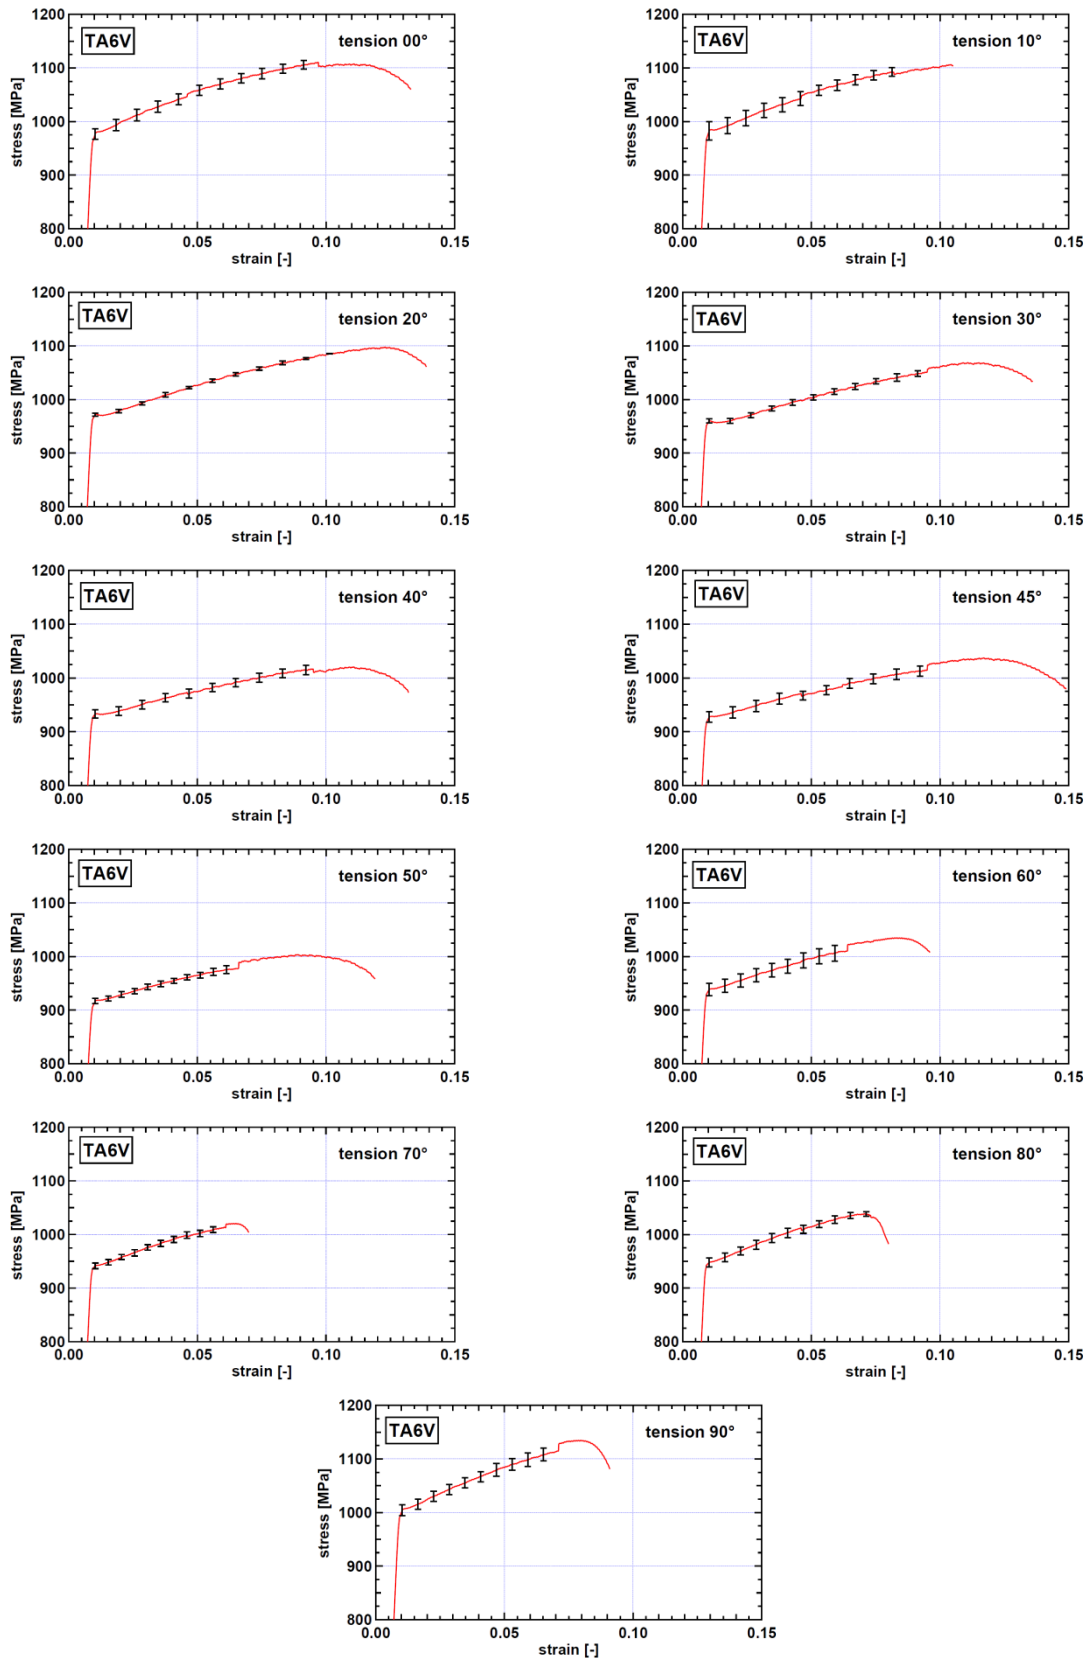 1200
TA6V
tension 00°
1100
1000
900
800
0.00
0.05
0.10
0.15
stress [MPa]
strain [-]
1200
TA6V
tension 10°
1100
1000
900
800
0.00
0.05
0.10
0.15
stress [MPa]
strain [-]
1200
TA6V
tension 20°
1100
1000
900
800
0.00
0.05
0.10
0.15
stress [MPa]
strain [-]
1200
TA6V
tension 30°
1100
1000
900
800
0.00
0.05
0.10
0.15
stress [MPa]
strain [-]
1200
TA6V
tension 40°
1100
1000
900
800
0.00
0.05
0.10
0.15
stress [MPa]
strain [-]
1200
TA6V
tension 45°
1100
1000
900
800
0.00
0.05
0.10
0.15
stress [MPa]
strain [-]
1200
TA6V
tension 50°
1100
1000
900
800
0.00
0.05
0.10
0.15
stress [MPa]
strain [-]
1200
TA6V
tension 60°
1100
1000
900
800
0.00
0.05
0.10
0.15
stress [MPa]
strain [-]
1200
TA6V
tension 70°
1100
1000
900
800
0.00
0.05
0.10
0.15
stress [MPa]
strain [-]
1200
TA6V
tension 80°
1100
1000
900
800
0.00
0.05
0.10
0.15
stress [MPa]
strain [-]
1200
TA6V
tension 90°
1100
1000
900
800
0.00
0.05
0.10
0.15
stress [MPa]
strain [-]